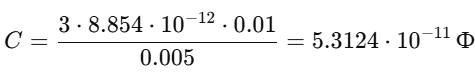 C = \frac{3 \cdot 8.854 \cdot 10^{-12} \cdot 0.01}{0.005} = 5.3124 \cdot 10^{-11} Φ